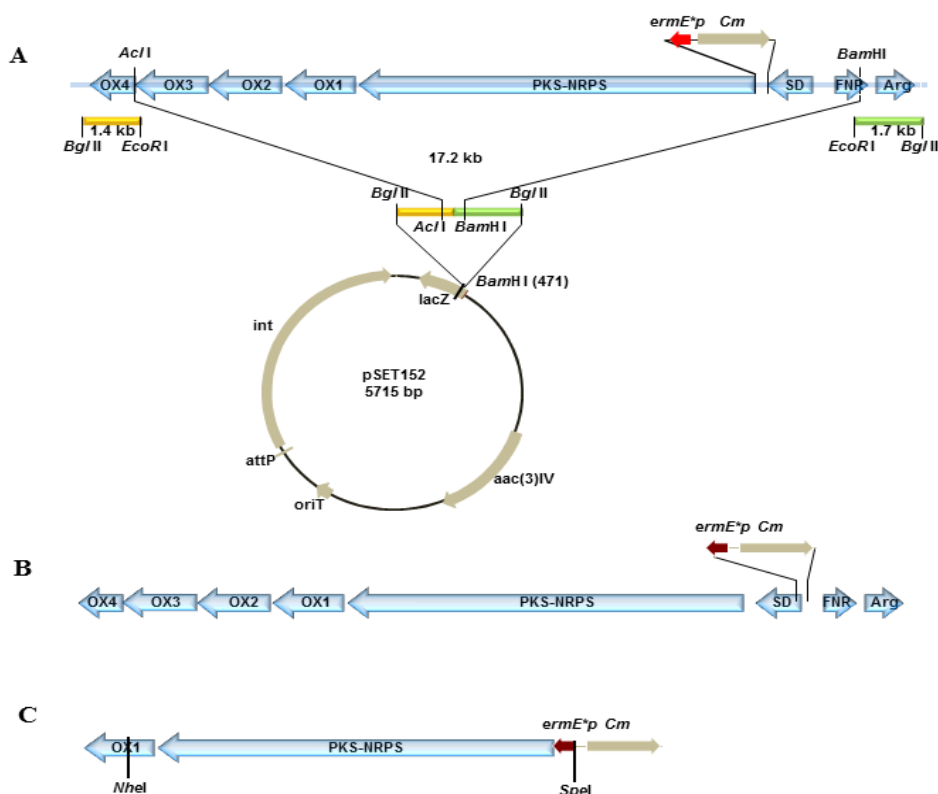 ermE*p Cm
A
AclI
BamHI
OX4 OX3 OX2 OX1 PKS-NRPS SD FNR Arg
1.4 kb
BglII EcoRI
1.7 kb
EcoRI BglII
17.2 kb
BglII BglII
AclI BamHI
BamHI (471)
lacZ
int
pSET152
5715 bp
attP
oriT
aac(3)IV
ermE*p Cm
B
OX4 OX3 OX2 OX1 PKS-NRPS SD FNR Arg
C
ermE*p Cm
OX1 PKS-NRPS
NheI SpeI